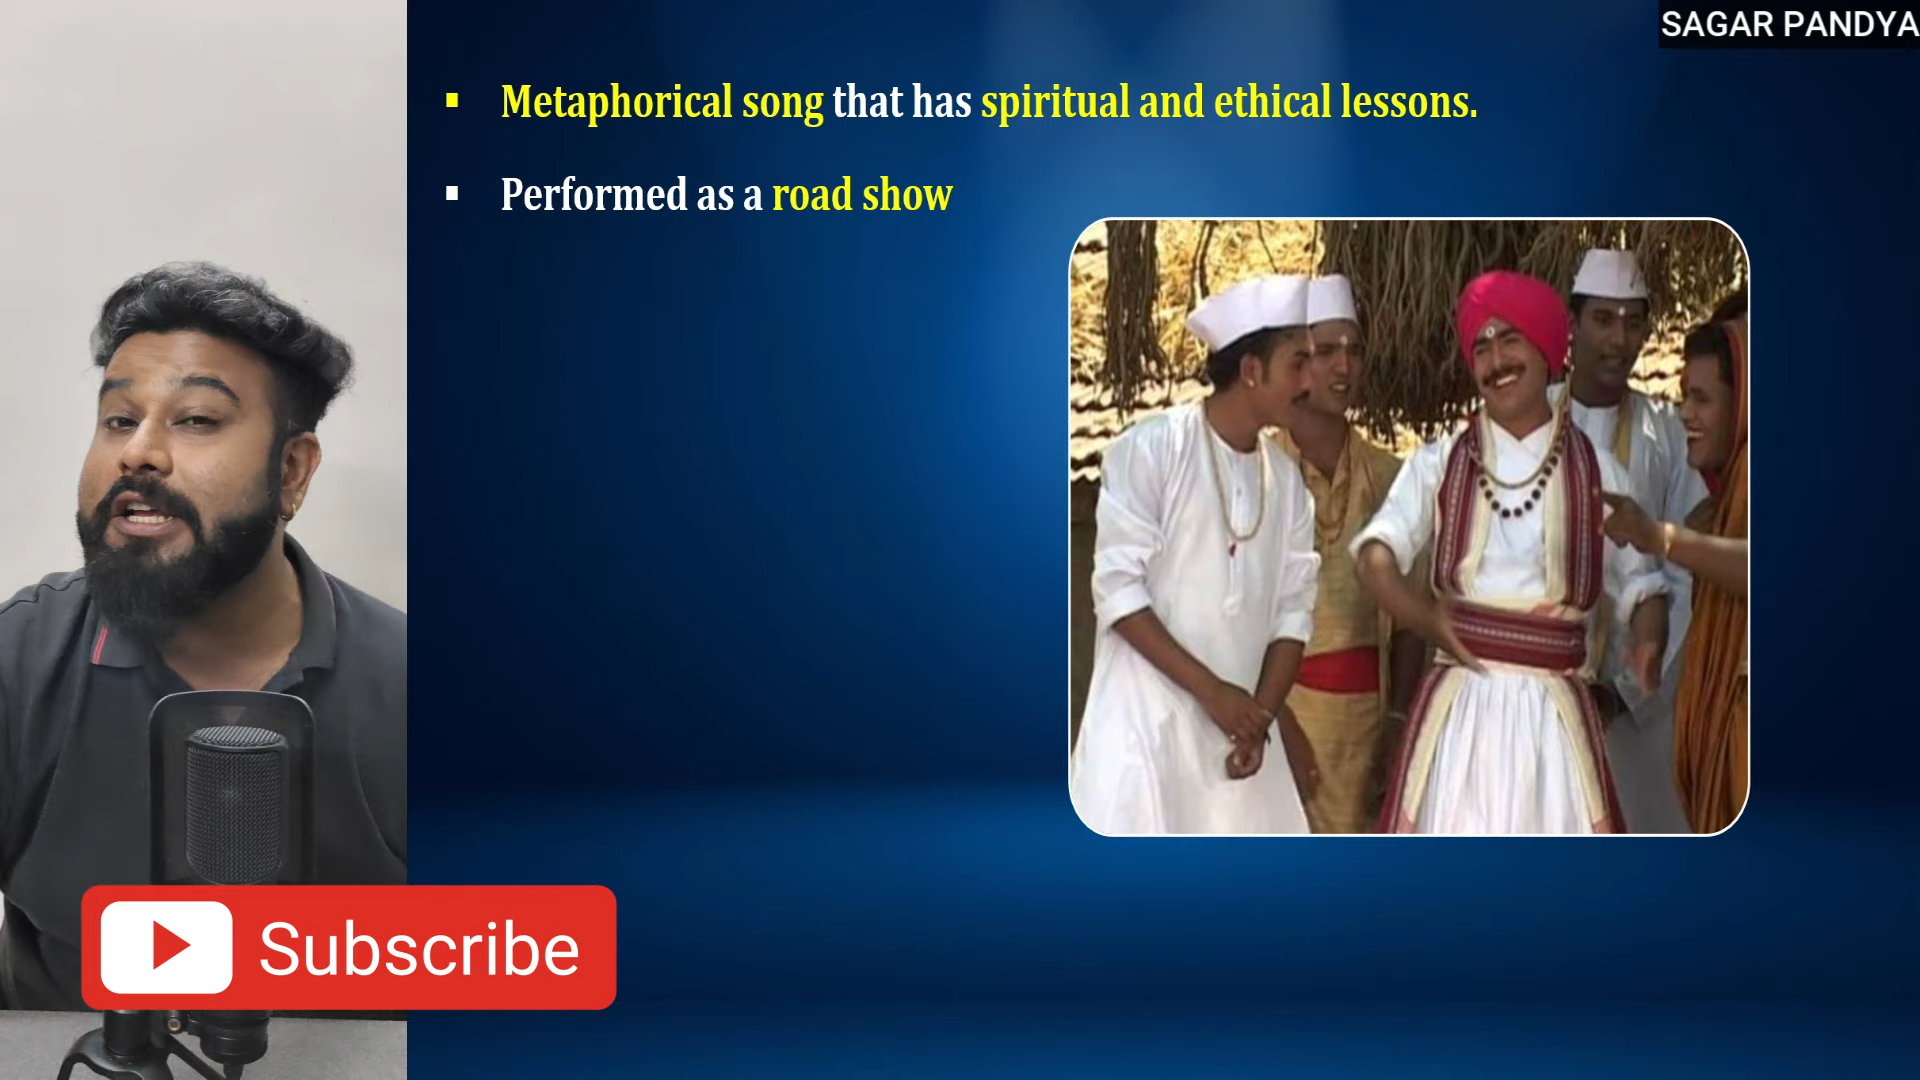 SAGAR PANDYA
Metaphorical song that has spiritual and ethical lessons.
Performed as a road show
Subscribe